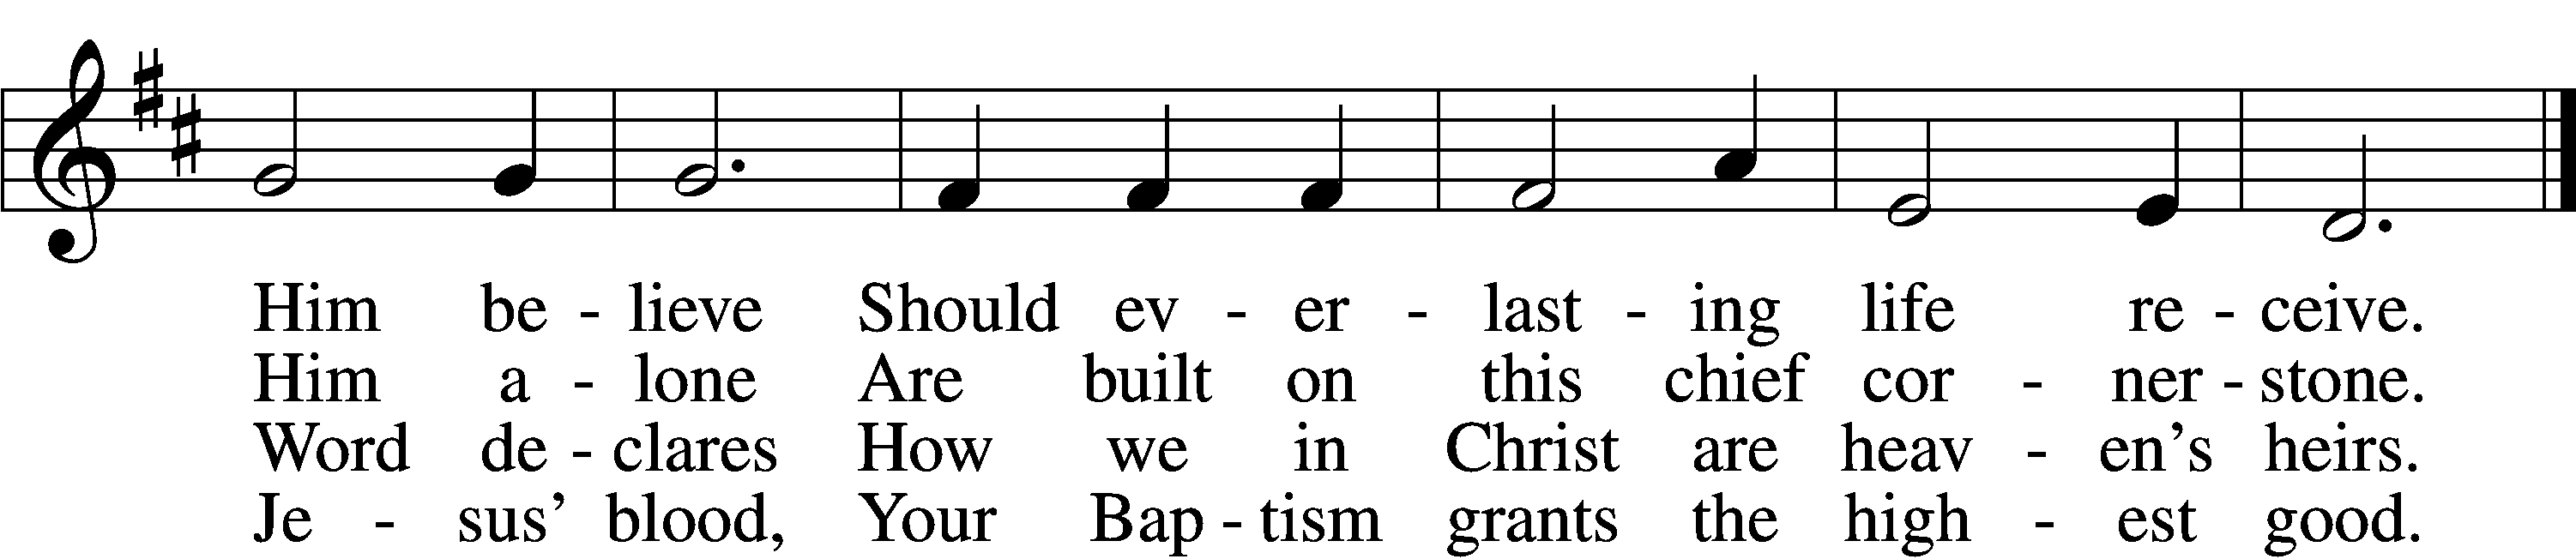 Him be - lieve Should ev - er - last - ing life re - ceive.
Him a - lone Are built on this chief cor - ner - stone.
Word de - clares How we in Christ are heav - en's heirs.
Je - sus' blood, Your Bap - tism grants the high - est good.